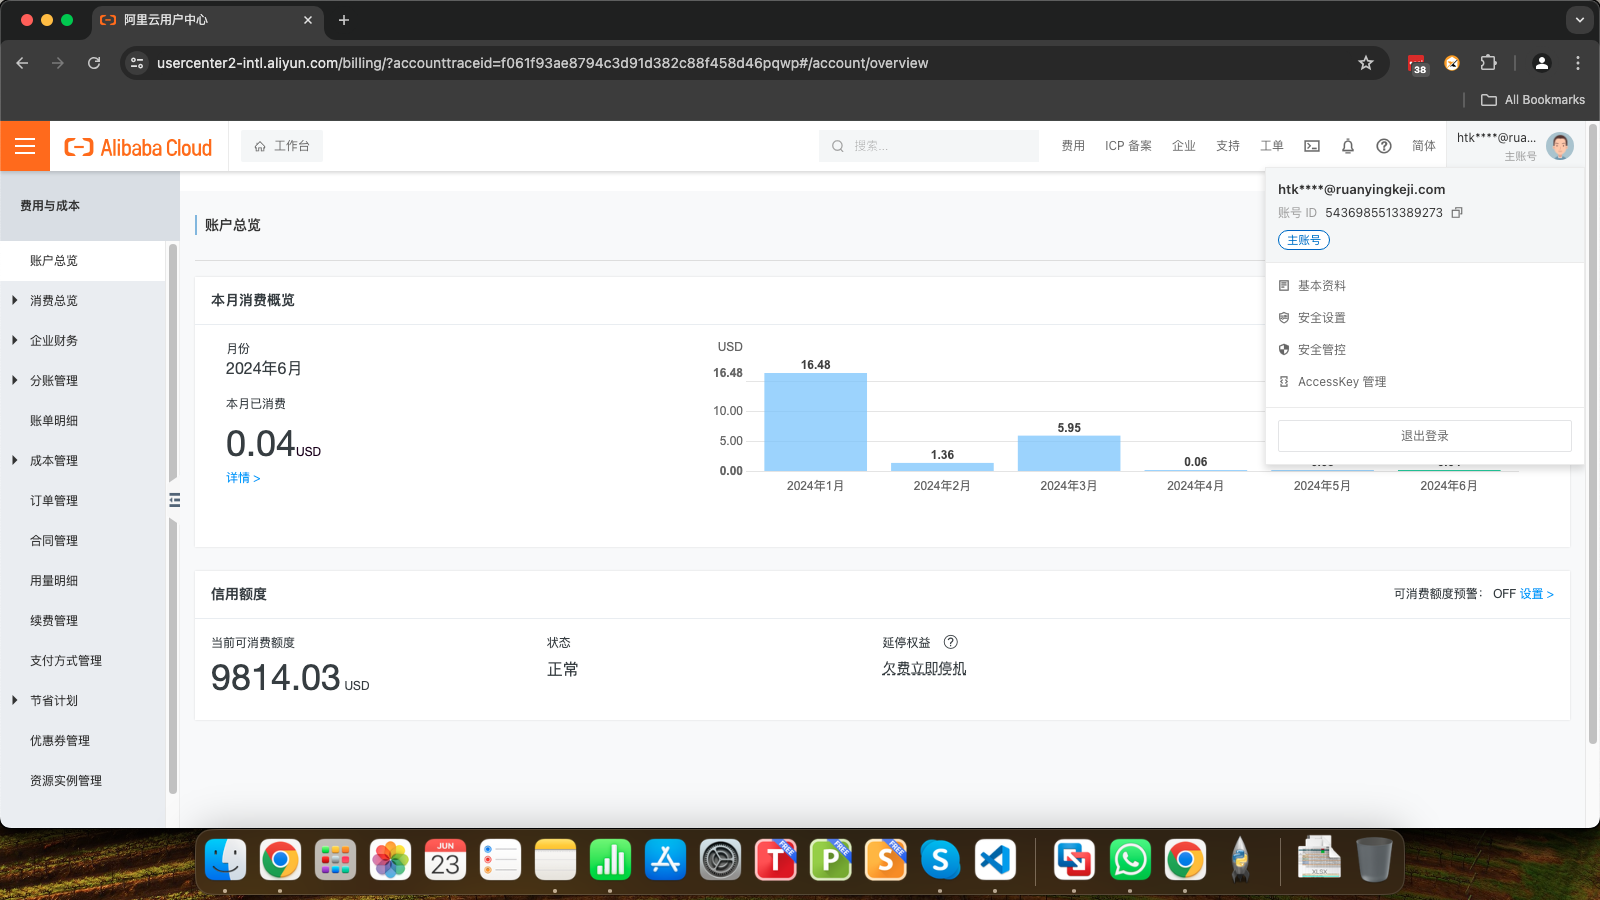 阿里云用户中心
usercenter2-intl.aliyun.com/billing/?accounttraceid=f061f93ae8794c3d91d382c88f458d46pqwp#/account/overview
38
All Bookmarks
Alibaba Cloud
工作台
搜索...
费用
ICP 备案
企业
支持
工单
简体
htk****@rua...
主账号
htk****@ruanyingkeji.com
账号 ID 5436985513389273
主账号
基本资料
安全设置
安全管控
AccessKey 管理
退出登录
费用与成本
账户总览
消费总览
企业财务
分账管理
账单明细
成本管理
订单管理
合同管理
用量明细
续费管理
支付方式管理
节省计划
优惠券管理
资源实例管理
账户总览
本月消费概览
月份
2024年6月
本月已消费
0.04USD
详情 >
USD
16.48
10.00
5.00
0.00
16.48
1.36
5.95
0.06
2024年1月
2024年2月
2024年3月
2024年4月
2024年5月
2024年6月
信用额度
可消费额度预警: OFF 设置 >
当前可消费额度
9814.03 USD
状态
正常
延停权益
欠费立即停机
JUN
23
T
FREE
P
FREE
S
FREE
S
XLSX